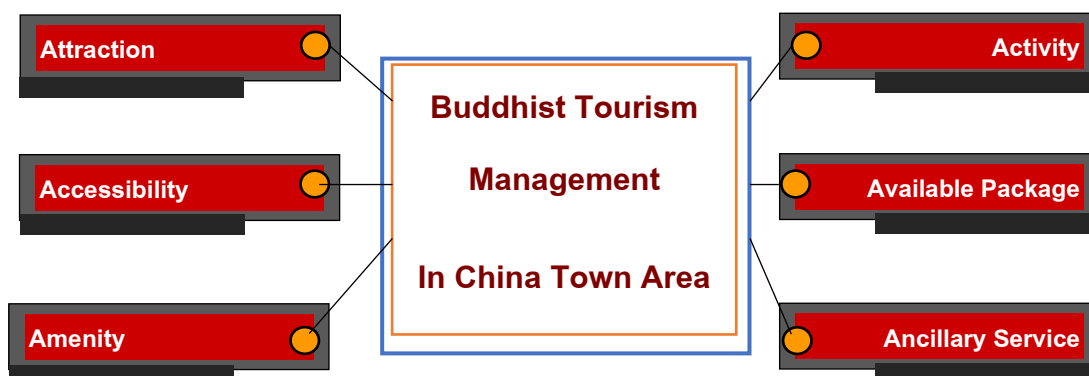 Attraction
Accessibility
Amenity
Buddhist Tourism
Management
In China Town Area
Activity
Available Package
Ancillary Service